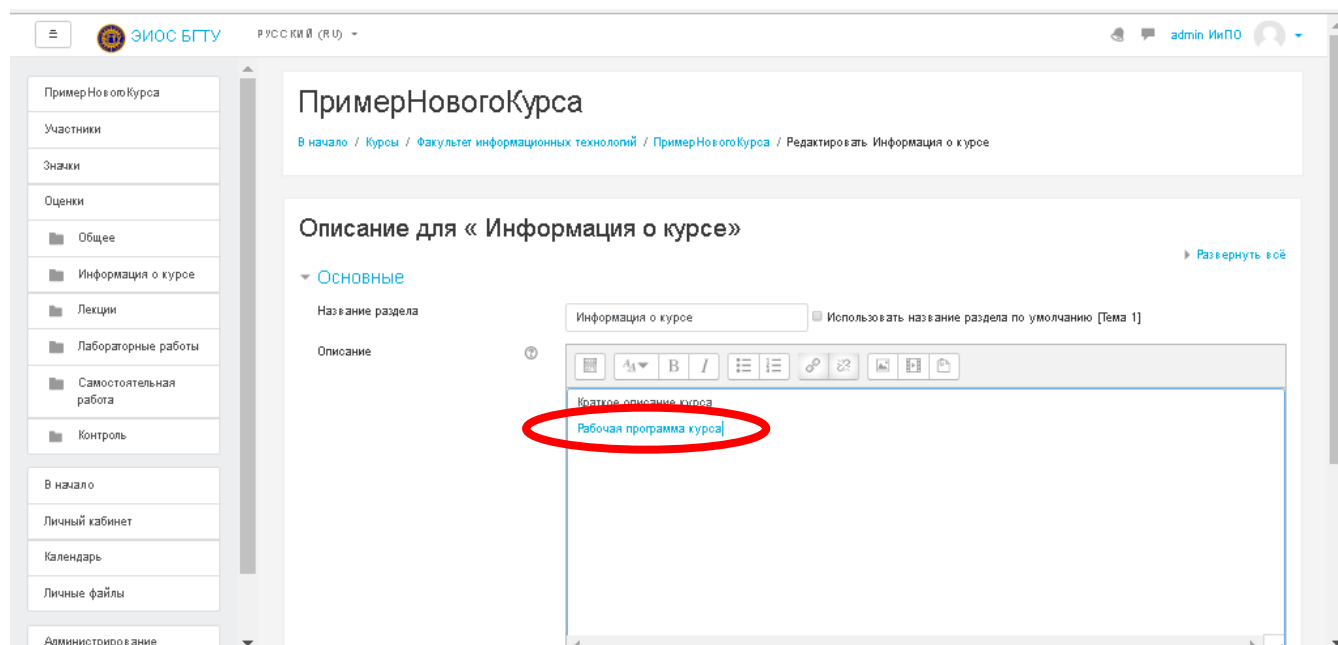 ЭИОС БГТУ
РУССКИЙ (RU)
admin ИиПО
ПримерНовогоКурса
Участники
Значки
Оценки
Общее
Информация о курсе
Лекции
Лабораторные работы
Самостоятельная
работа
Контроль
В начало
Личный кабинет
Календарь
Личные файлы
Администрирование
ПримерНовогоКурса
В начало / Курсы / Факультет информационных технологий / ПримерНовогоКурса / Редактировать Информация о курсе
Описание для « Информация о курсе»
Развернуть всё
Основные
Название раздела
Информация о курсе
Использовать название раздела по умолчанию [Тема 1]
Описание
Краткое описание курса
Рабочая программа курса